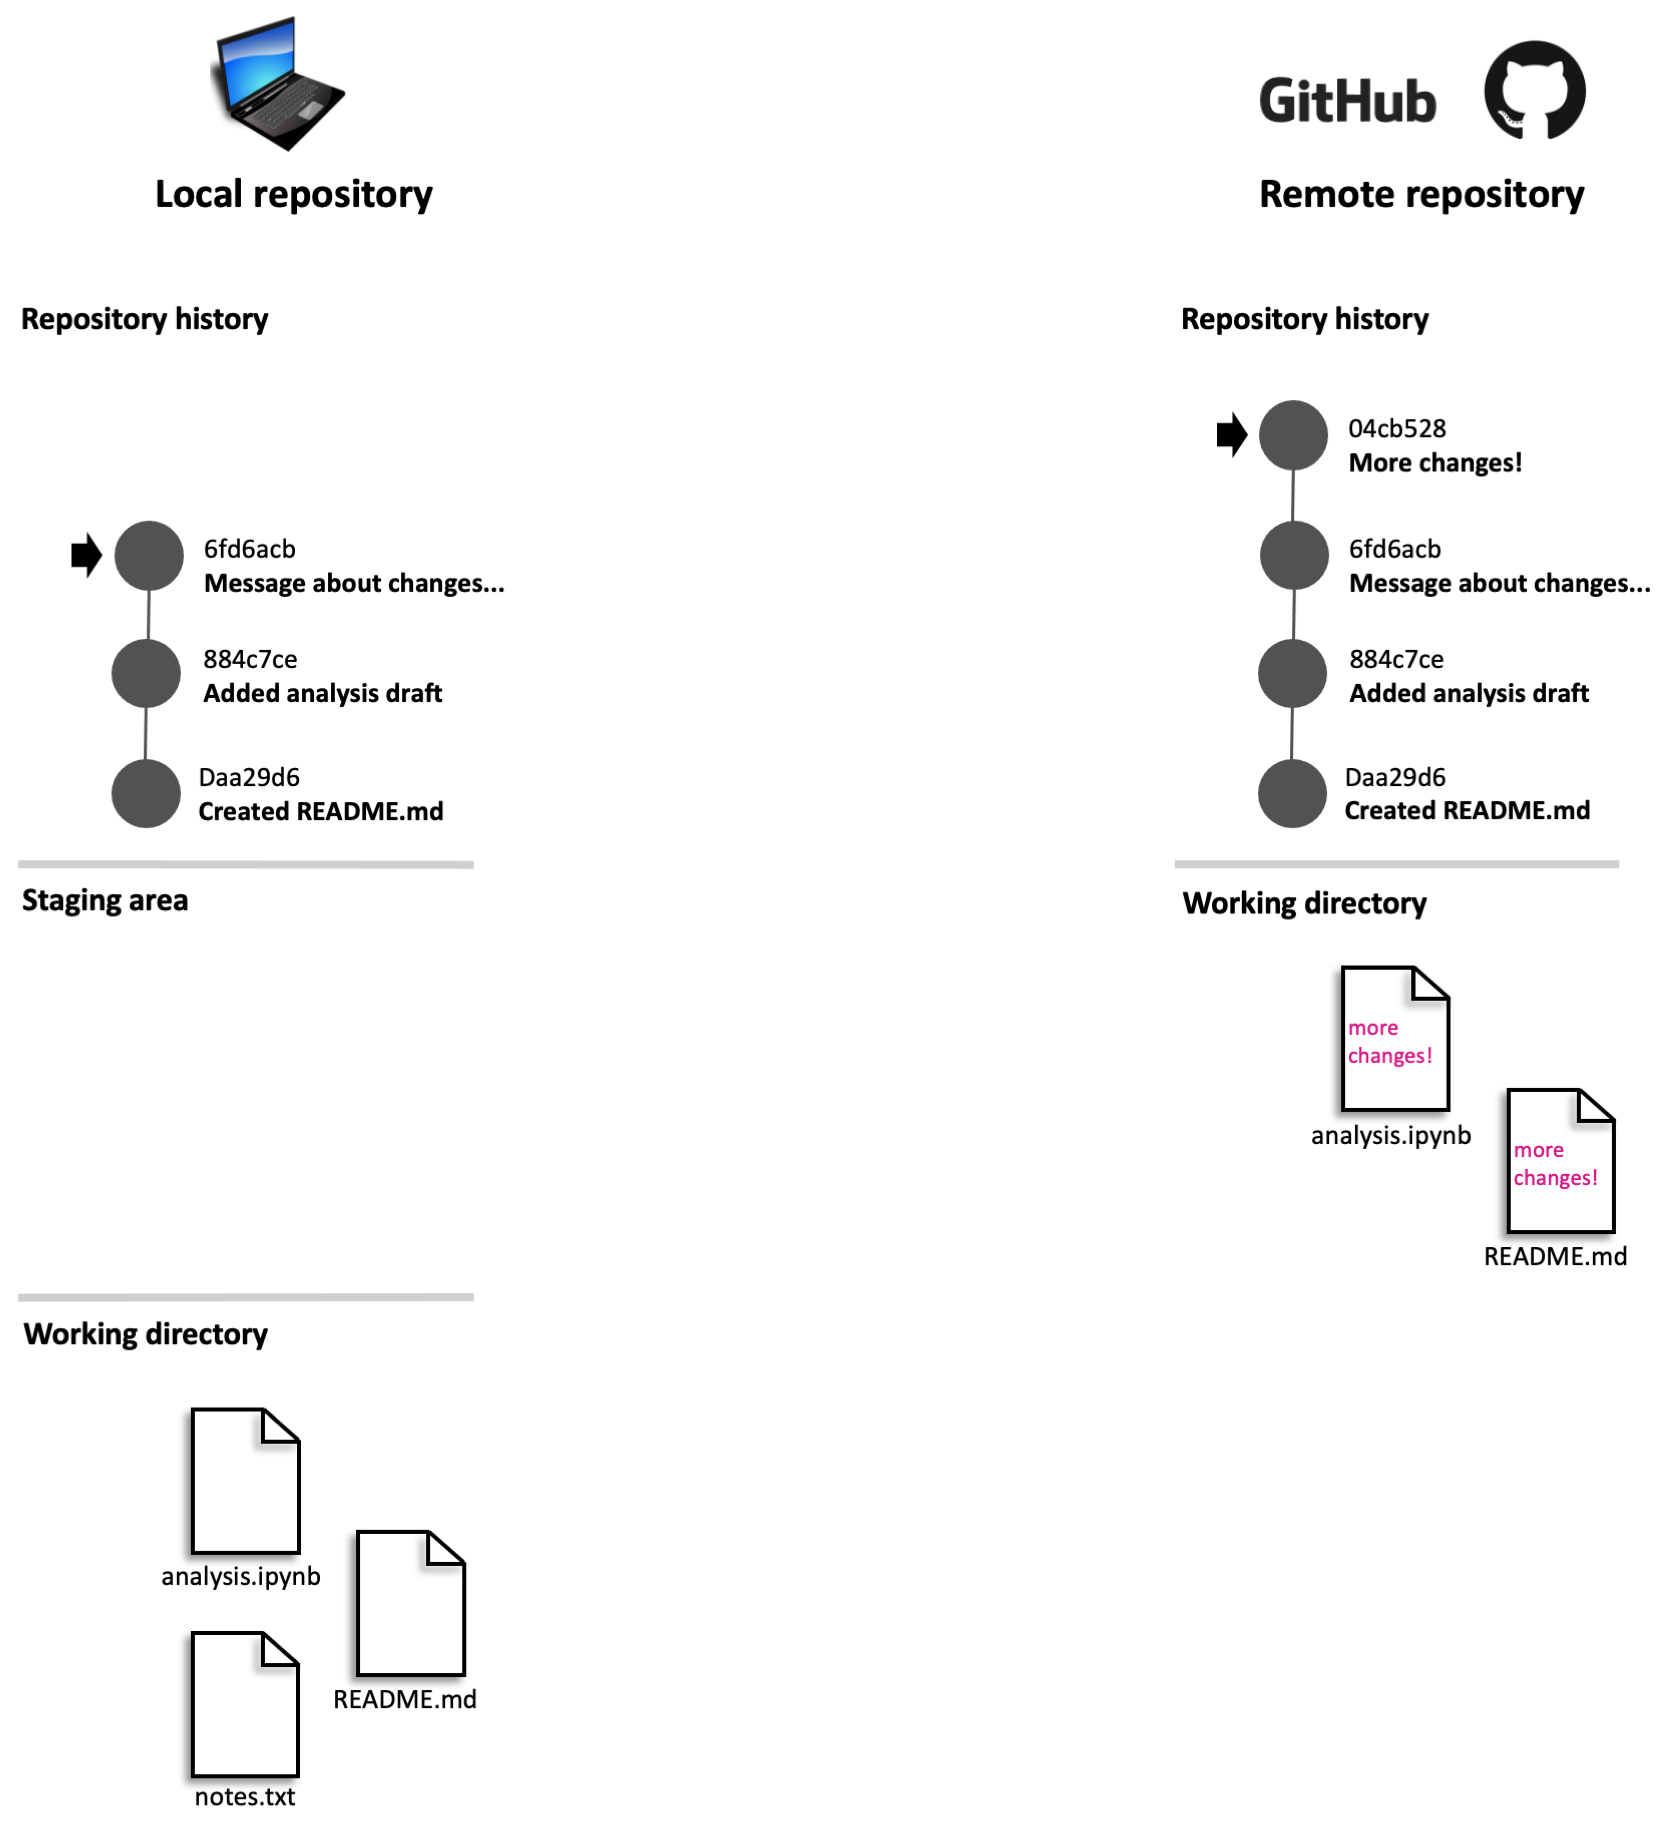 GitHub
Local repository
Remote repository
Repository history
Repository history
04cb528
More changes!
6fd6acb
Message about changes...
6fd6acb
Message about changes...
884c7ce
Added analysis draft
884c7ce
Added analysis draft
Daa29d6
Created README.md
Daa29d6
Created README.md
Staging area
Working directory
more
changes!
analysis.ipynb
more
changes!
README.md
Working directory
analysis.ipynb
README.md
notes.txt